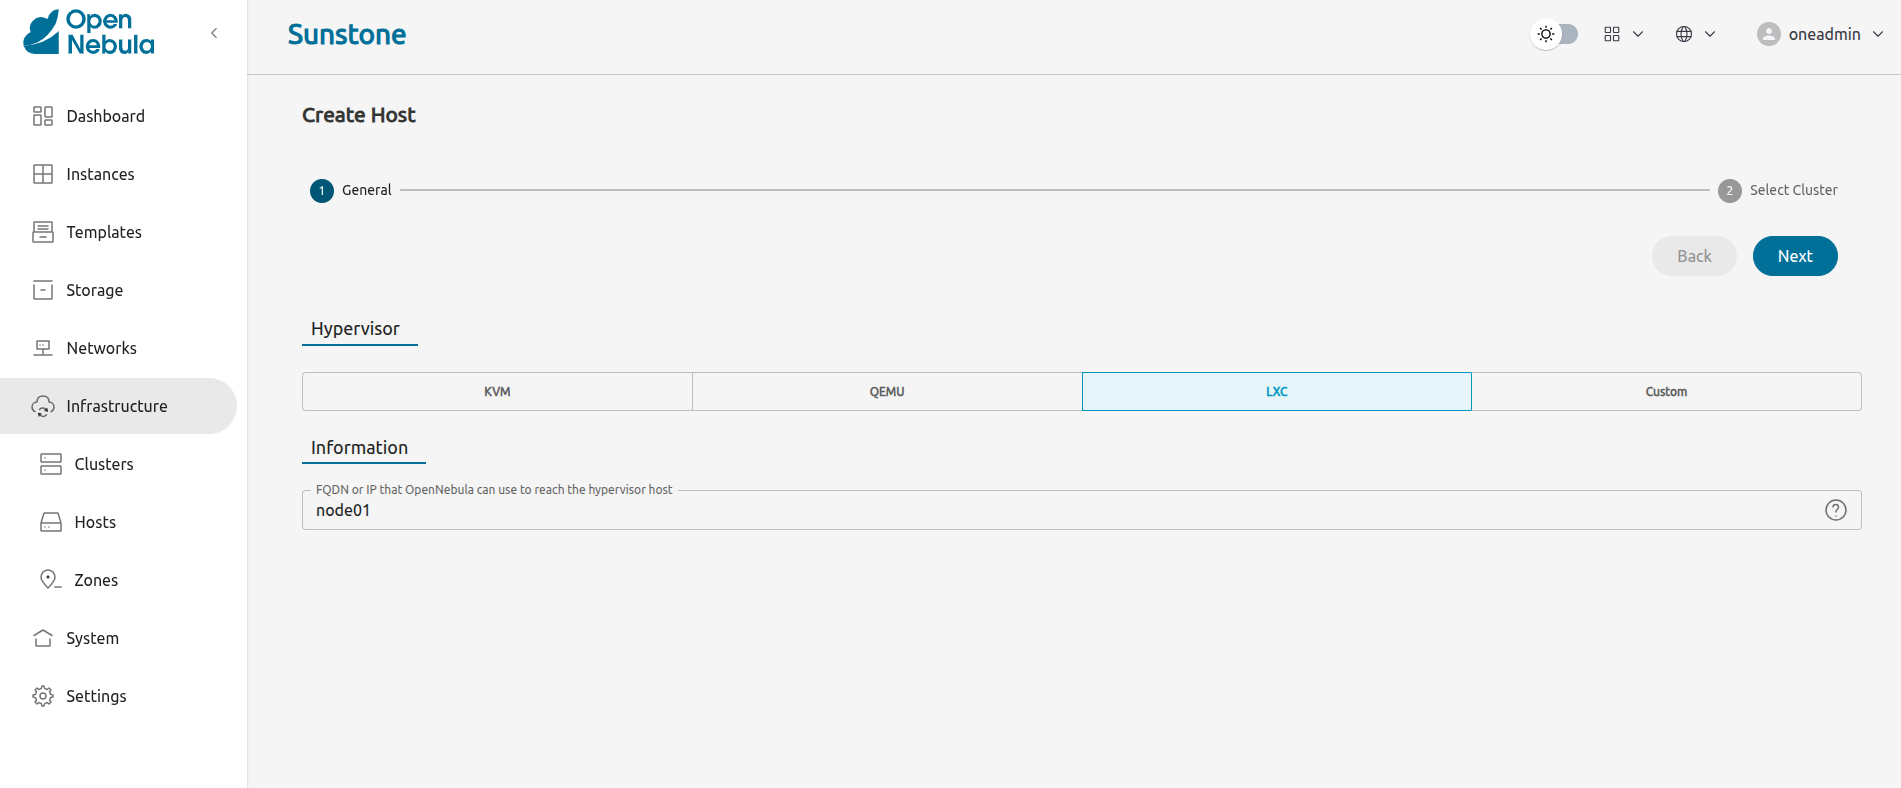 Open
Nebula
Sunstone
oneadmin
Dashboard
Instances
Templates
Storage
Networks
Infrastructure
Clusters
Hosts
Zones
System
Settings
Create Host
1 General
2 Select Cluster
Back
Next
Hypervisor
KVM
QEMU
LXC
Custom
Information
FQDN or IP that OpenNebula can use to reach the hypervisor host
node01